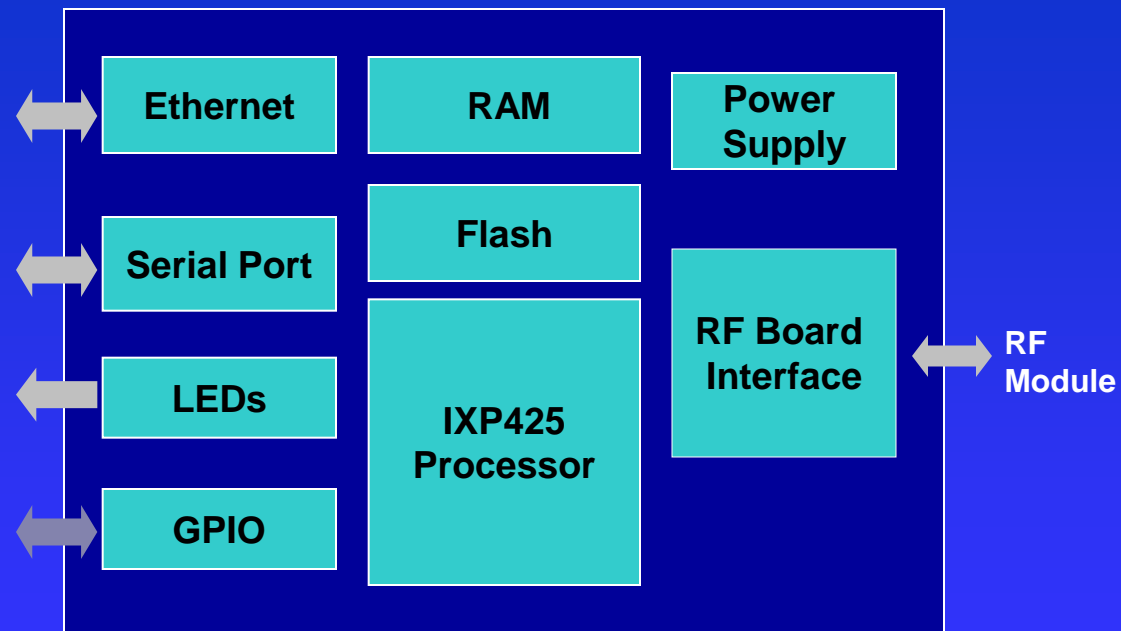 Ethernet
RAM
Power
Supply
Serial Port
Flash
LEDs
IXP425
Processor
RF Board
Interface
RF
Module
GPIO